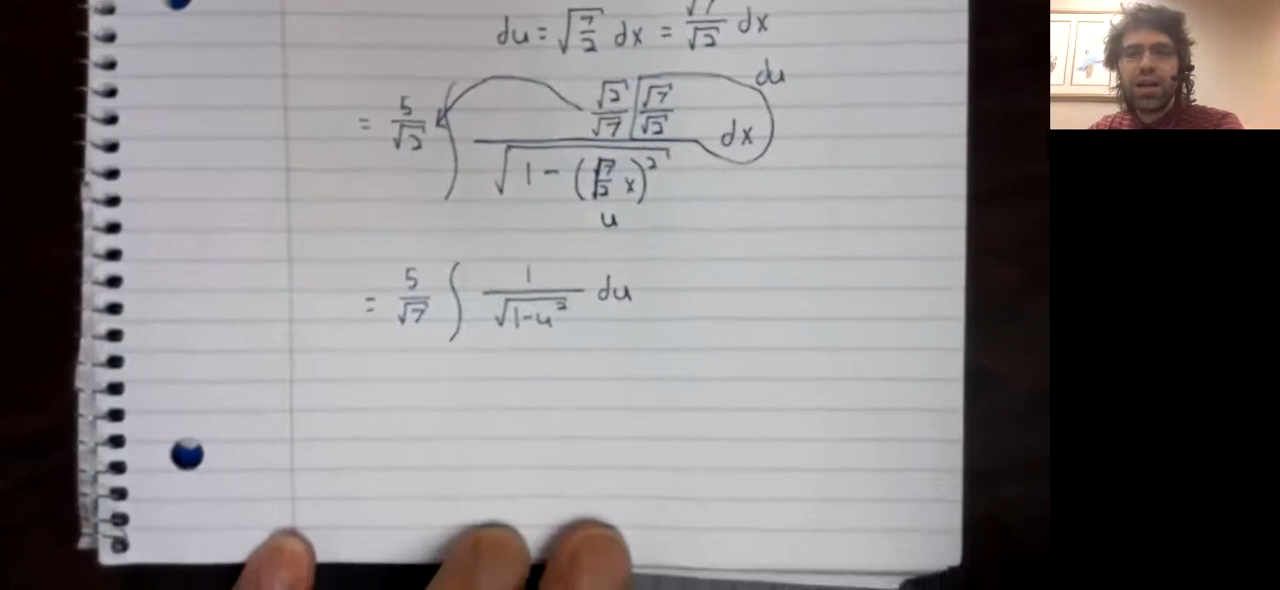 du = √(7/2) dx = √7/√2 dx
= 5/√2 ∫ (√2/√7 √7/√2)/√(1-(√(7/2) x)²) dx du
u
= 5/√7 ∫ 1/√(1-u²) du